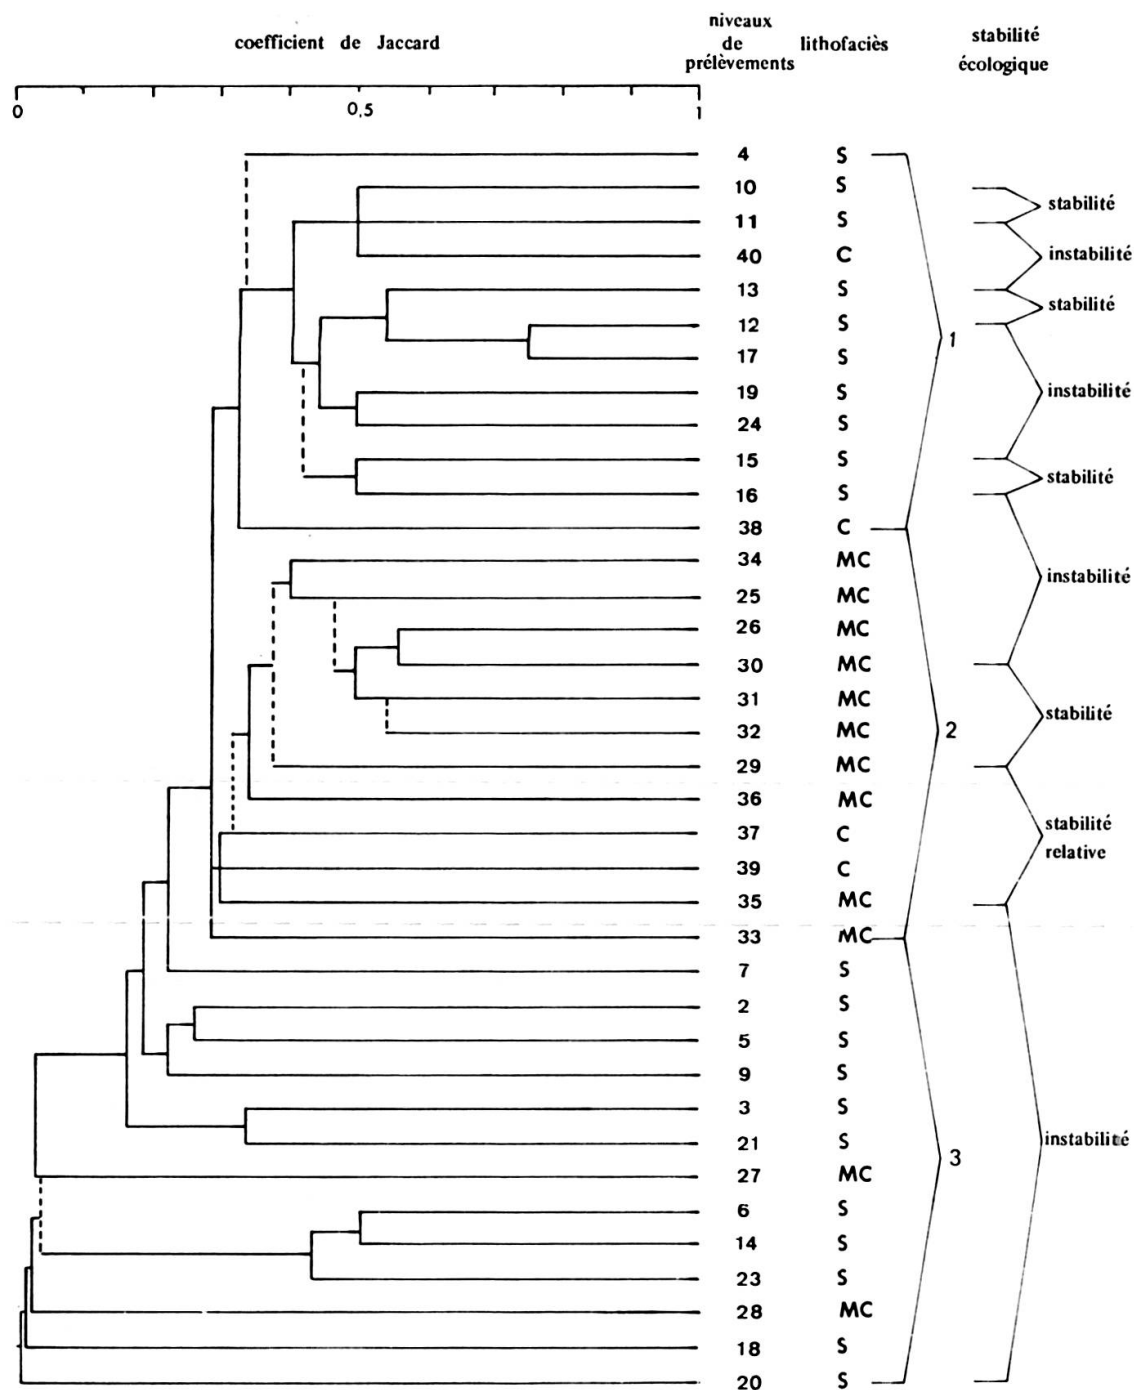 coefficient de Jaccard
niveaux
de
prélèvements
lithofaciès
stabilité
écologique
0 0,5 1
4 S
10 S
stabilité
11 S
40 C
instabilité
13 S
stabilité
12 S
1
17 S
19 S
instabilité
24 S
15 S
stabilité
16 S
38 C
34 MC
instabilité
25 MC
26 MC
30 MC
31 MC
stabilité
32 MC
2
29 MC
36 MC
stabilité
relative
37 C
39 C
35 MC
33 MC
7 S
2 S
5 S
9 S
3 S
21 S
instabilité
3
27 MC
6 S
14 S
23 S
28 MC
18 S
20 S